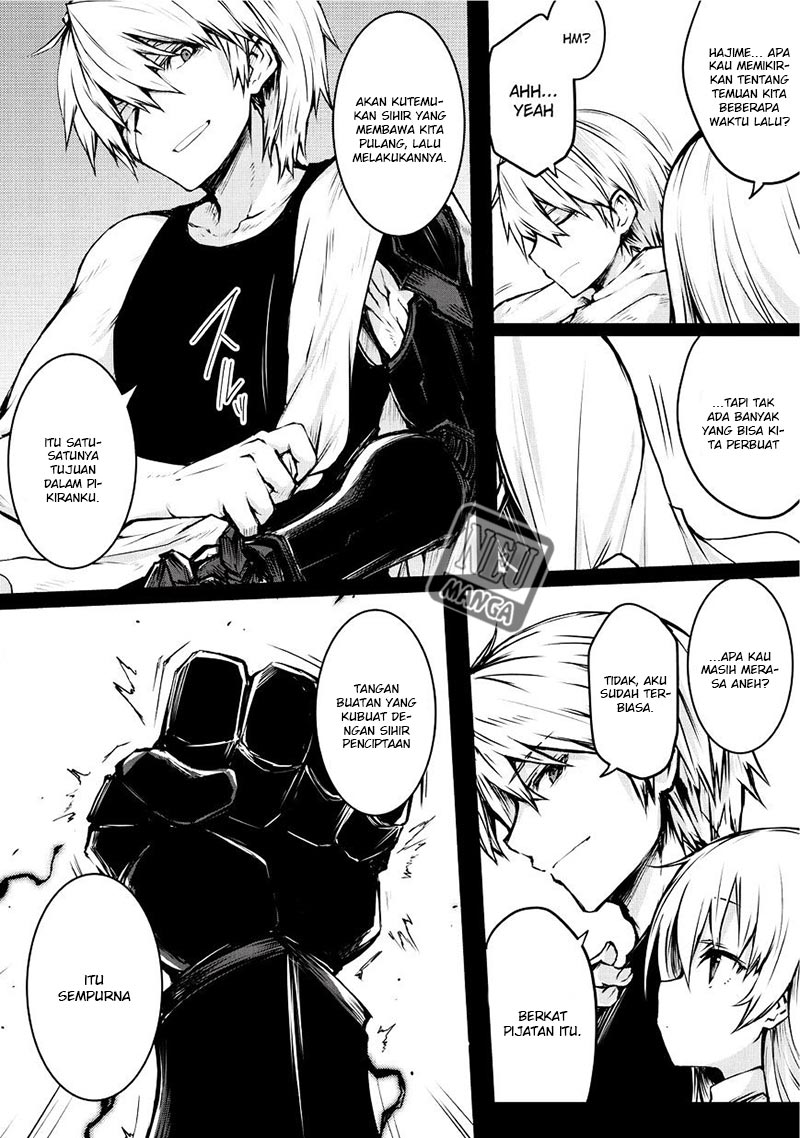 HAJIME... APA
KAU MEMIKIR-
KAN TENTANG
TEMUAN KITA
BEBERAPA
WAKTU LALU?
HM?
AHH...
YEAH
...TAPI TAK
ADA BANYAK
YANG BISA KI-
TA PERBUAT
AKAN KUTEMU-
KAN SIHIR YANG
MEMBAWA KITA
PULANG, LALU
MELAKUKANNYA.
ズルッ
ITU SATU-
SATUNYA
TUJUAN
DALAM PI-
KIRANKU.
NEU
MANGA
...APA KAU
MASIH MERA-
SA ANEH?
TIDAK, AKU
SUDAH TER-
BIASA.
BERKAT
PIJATAN ITU.
TANGAN
BUATAN YANG
KUBUAT DE-
NGAN SIHIR
PENCIPTAAN
ITU
SEMPURNA